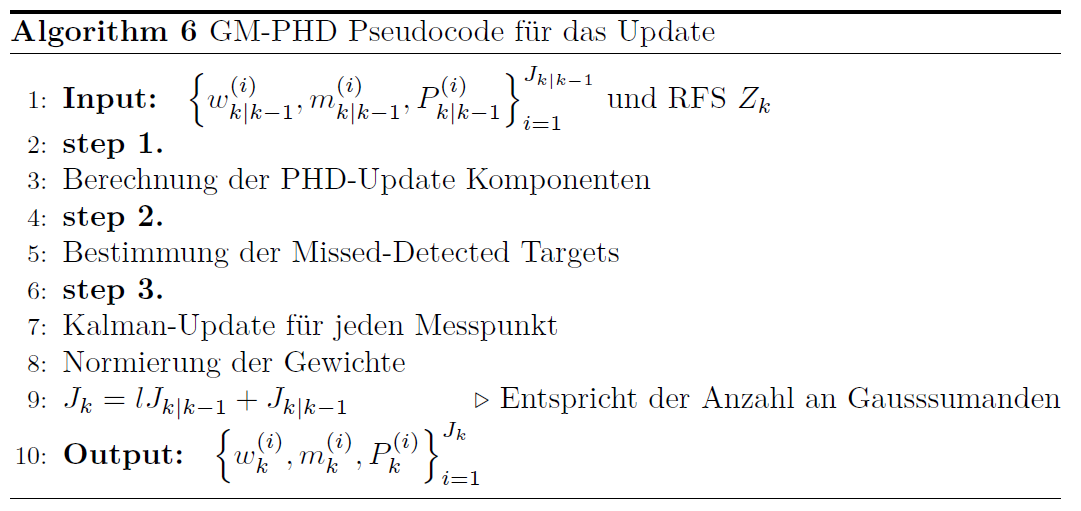 Algorithm 6 GM-PHD Pseudocode für das Update
1: Input: {w_{k|k−1}^{(i)}, m_{k|k−1}^{(i)}, P_{k|k−1}^{(i)}}_{i=1}^{J_{k|k−1}} und RFS Z_k
2: step 1.
3: Berechnung der PHD-Update Komponenten
4: step 2.
5: Bestimmung der Missed-Detected Targets
6: step 3.
7: Kalman-Update für jeden Messpunkt
8: Normierung der Gewichte
9: J_k = lJ_{k|k−1} + J_{k|k−1} ▷ Entspricht der Anzahl an Gausssumanden
10: Output: {w_k^{(i)}, m_k^{(i)}, P_k^{(i)}}_{i=1}^{J_k}